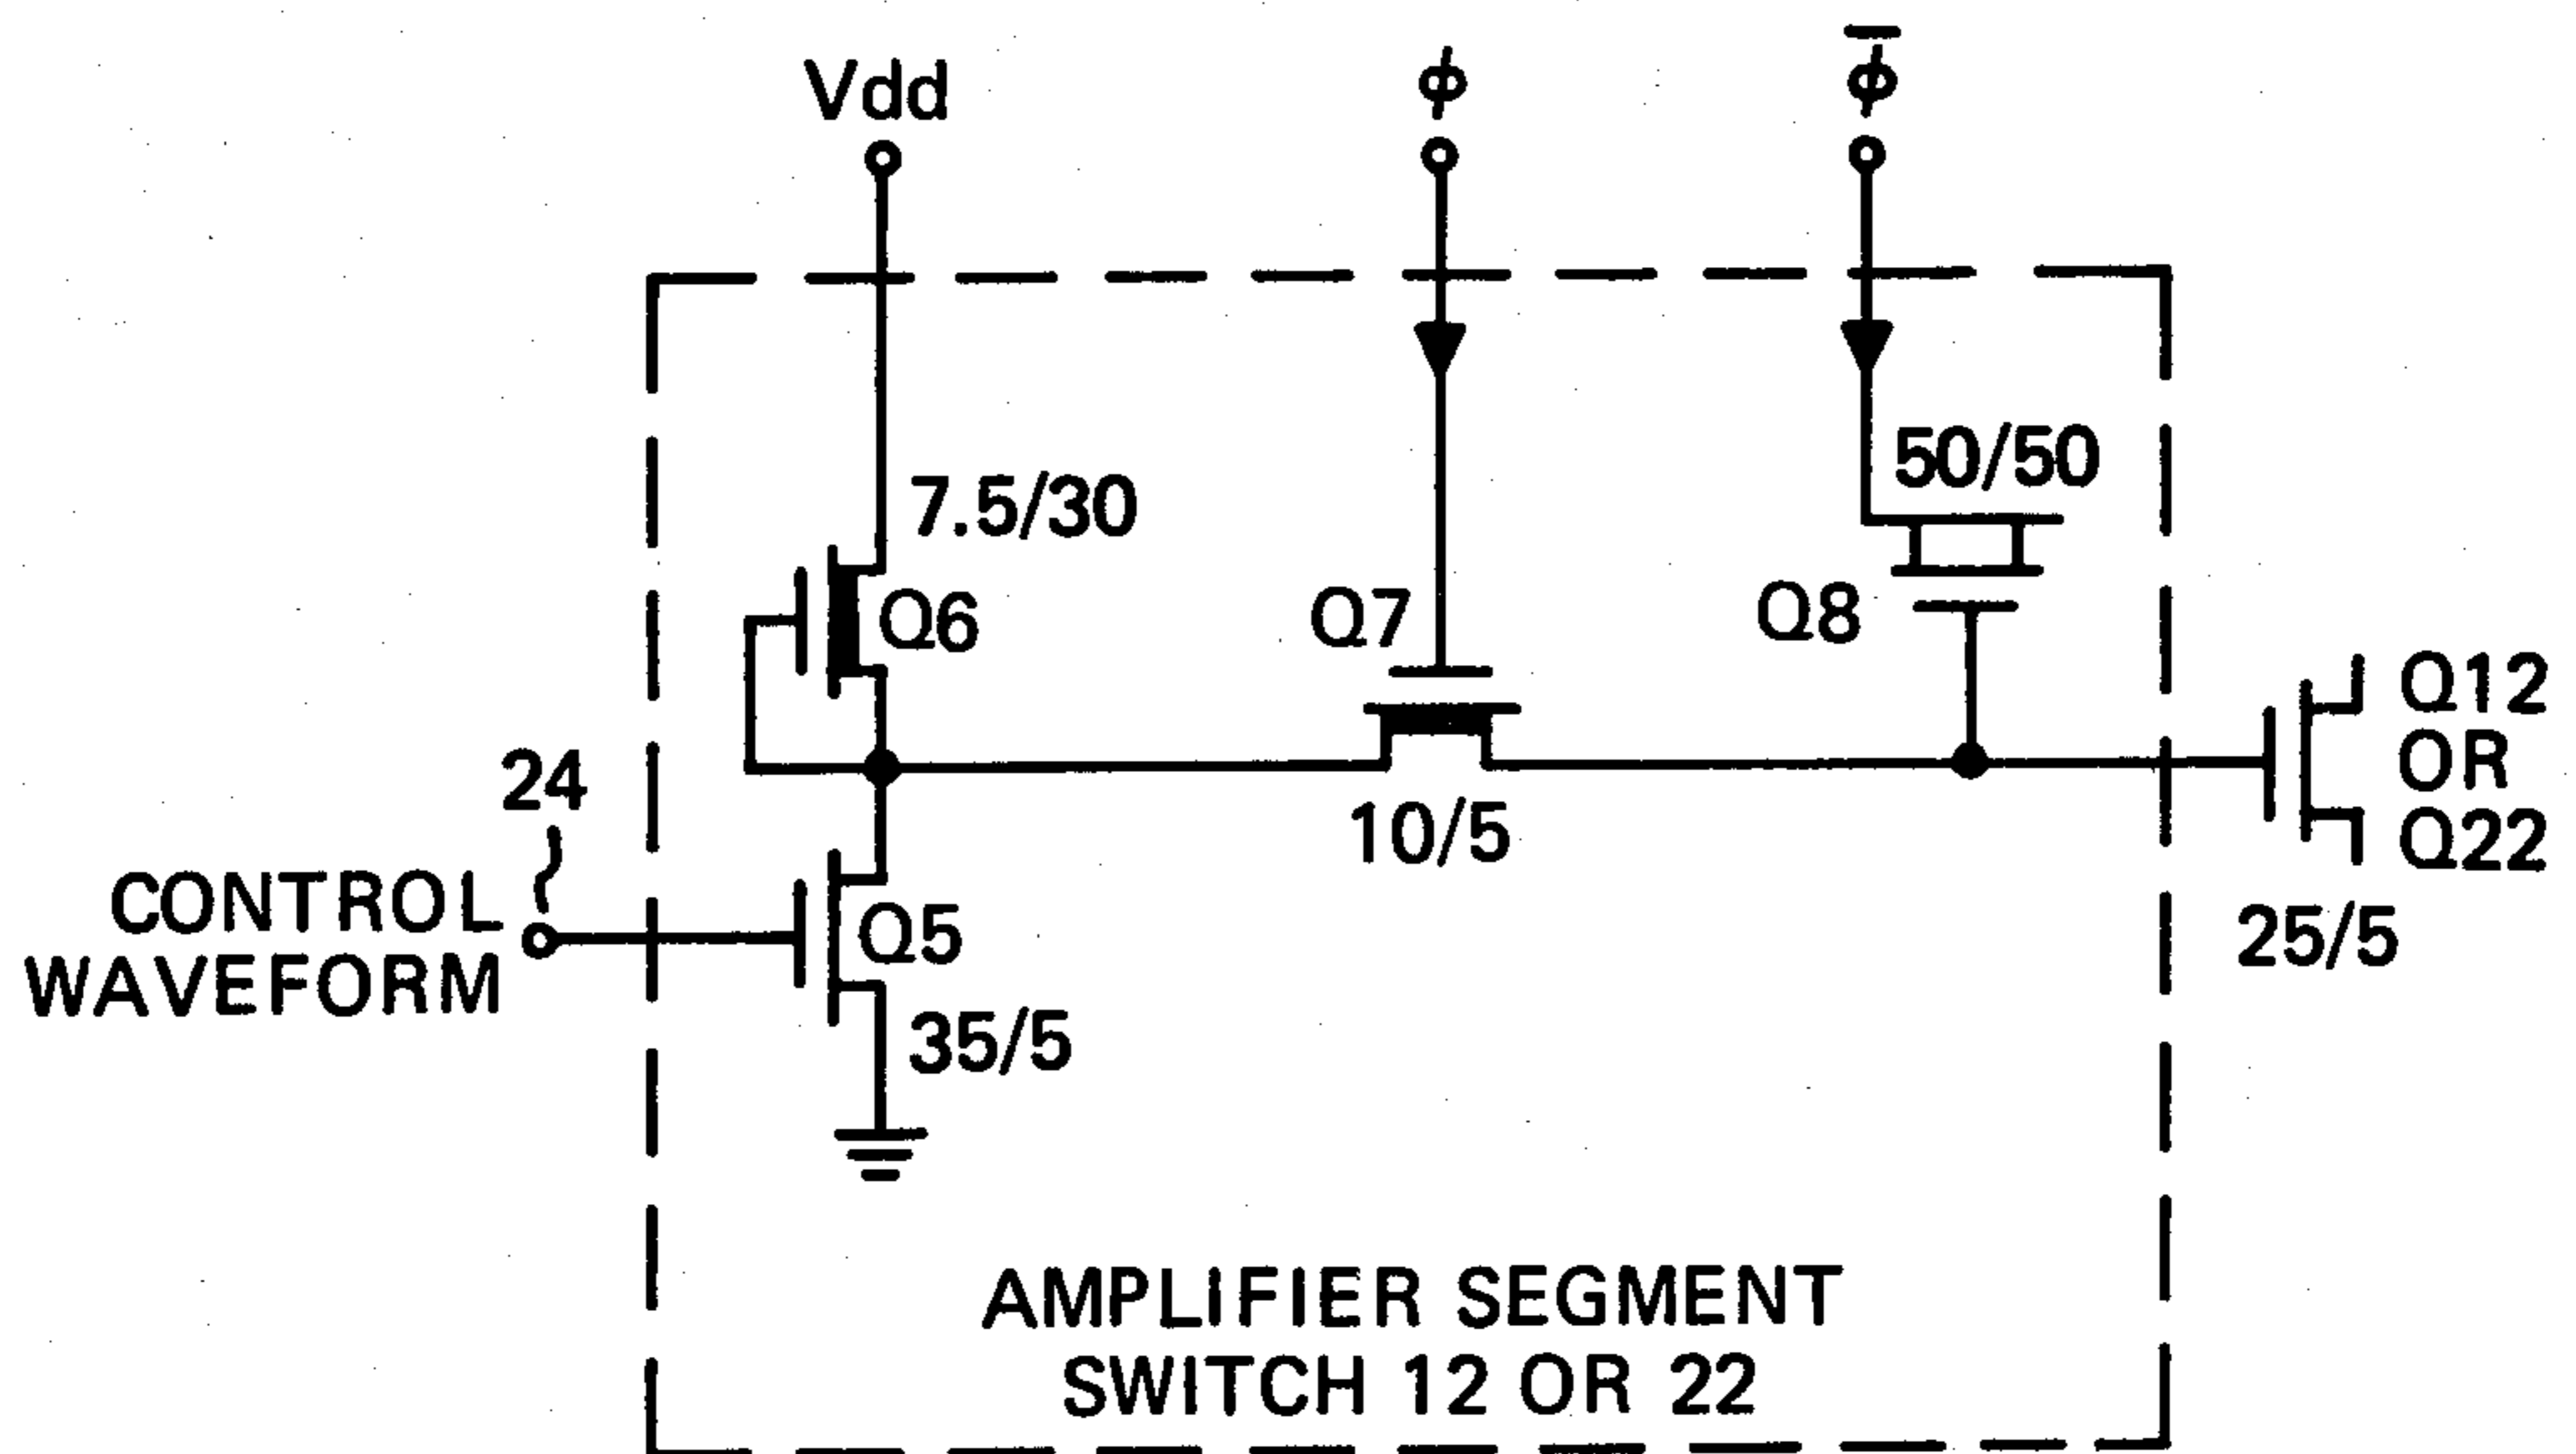 Vdd
ϕ
ϕ̅
50/50
7.5/30
Q6
Q7
Q8
Q12
OR
Q22
24
10/5
CONTROL
WAVEFORM
Q5
25/5
35/5
AMPLIFIER SEGMENT
SWITCH 12 OR 22